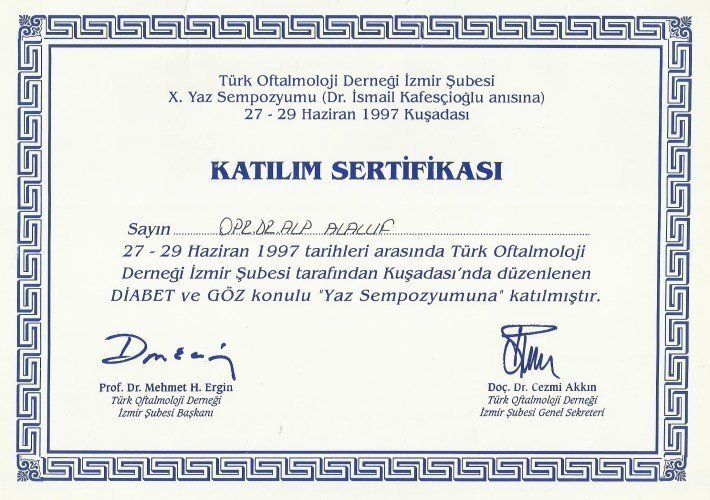 Türk Oftalmoloji Derneği İzmir Şubesi
X. Yaz Sempozyumu (Dr. İsmail Kafesçioğlu anısına)
27 - 29 Haziran 1997 Kuşadası
KATILIM SERTİFİKASI
Sayın OPR.DR.ALP ALALUF
27 - 29 Haziran 1997 tarihleri arasında Türk Oftalmoloji
Derneği İzmir Şubesi tarafından Kuşadası'nda düzenlenen
DİABET ve GÖZ konulu "Yaz Sempozyumuna" katılmıştır.
Prof. Dr. Mehmet H. Ergin
Türk Oftalmoloji Derneği
İzmir Şubesi Başkanı
Doç. Dr. Cezmi Akkın
Türk Oftalmoloji Derneği
İzmir Şubesi Genel Sekreteri